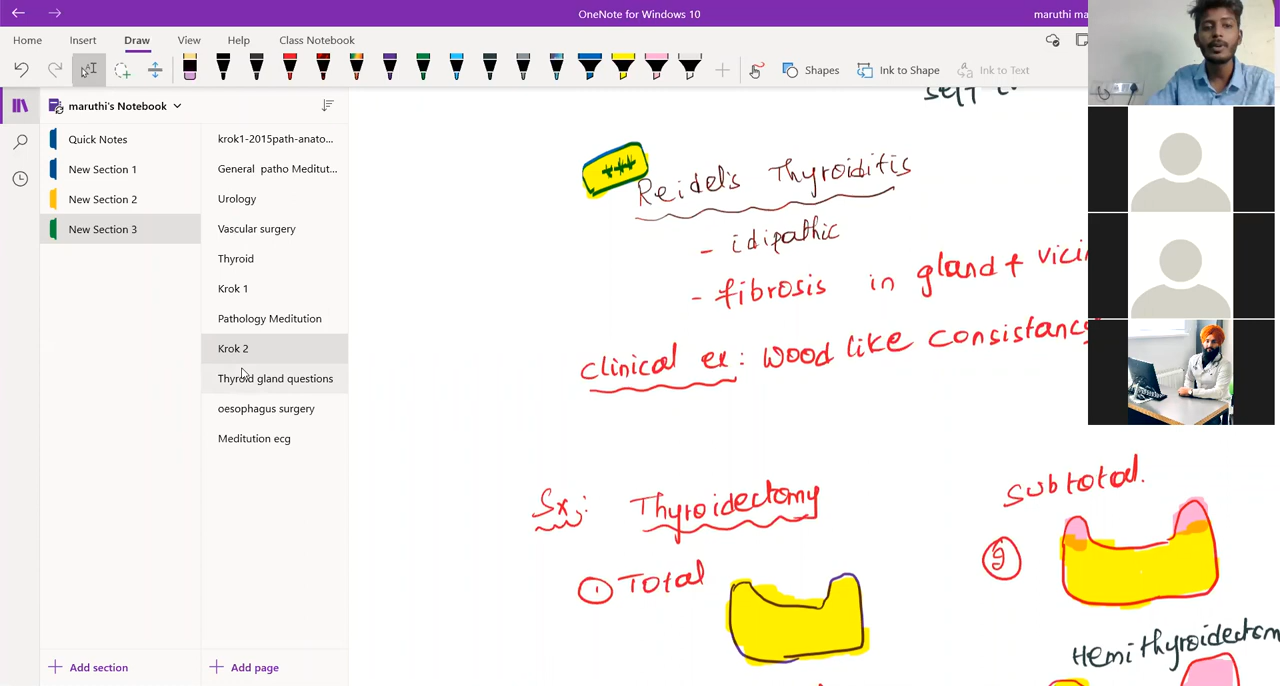 OneNote for Windows 10
maruthi ma
Home Insert Draw View Help Class Notebook
Shapes Ink to Shape Ink to Text
maruthi's Notebook
Quick Notes
New Section 1
New Section 2
New Section 3
krok1-2015path-anato...
General patho Meditut...
Urology
Vascular surgery
Thyroid
Krok 1
Pathology Meditution
Krok 2
Thyroid gland questions
oesophagus surgery
Meditution ecg
Add section
Add page
+++
Reidel's Thyroiditis
- idipathic
- fibrosis in gland + vici
clinical ex: wood like consistancy
Sx: Thyroidectomy
1 Total
subtotal.
Hemithyroidectom